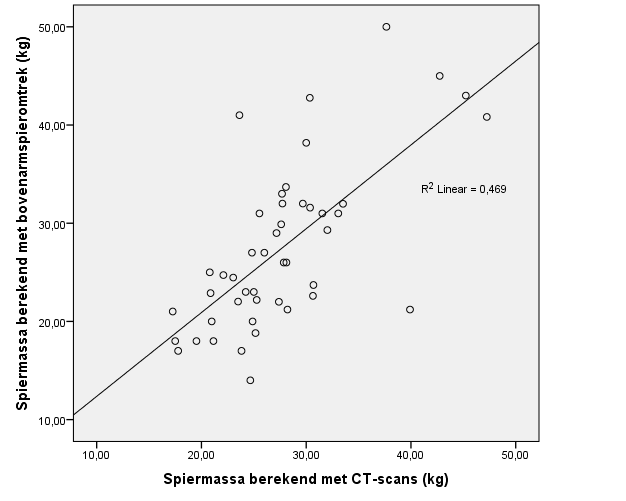 50,00
40,00
30,00
20,00
10,00
Spiermassa berekend met bovenarmspieromtrek (kg)
R² Linear = 0,469
10,00 20,00 30,00 40,00 50,00
Spiermassa berekend met CT-scans (kg)